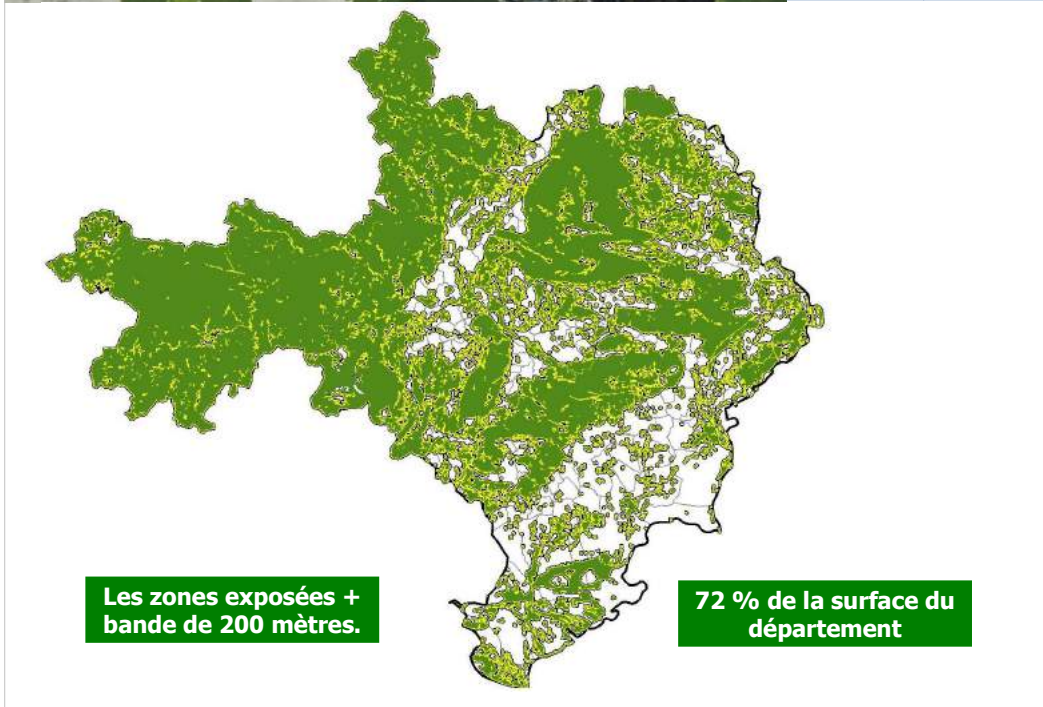 Les zones exposées +
bande de 200 mètres.
72 % de la surface du
département